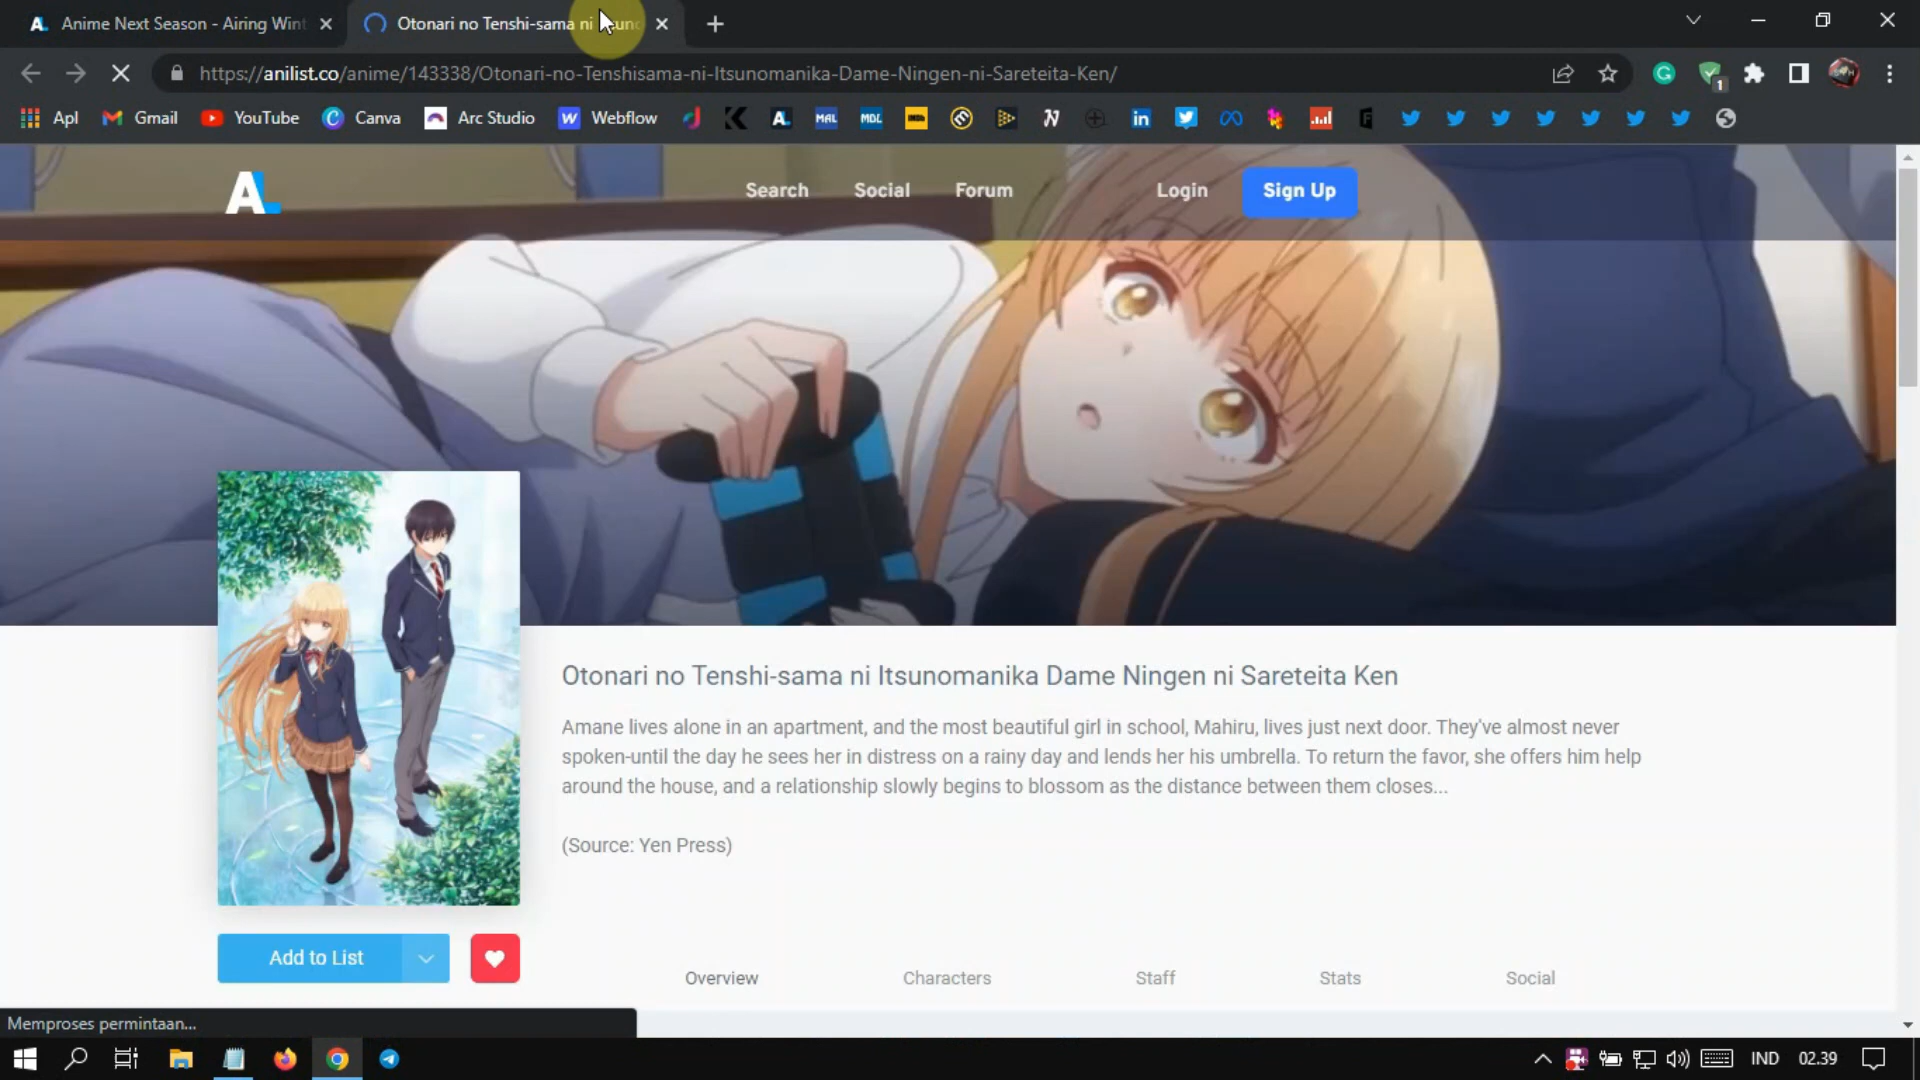 Anime Next Season - Airing Wint
Otonari no Tenshi-sama ni
https://anilist.co/anime/143338/Otonari-no-Tenshisama-ni-Itsunomanika-Dame-Ningen-ni-Sareteita-Ken/
1
Apl
Gmail
YouTube
Canva
Arc Studio
Webflow
MAL
MDL
Search
Social
Forum
Login
Sign Up
Otonari no Tenshi-sama ni Itsunomanika Dame Ningen ni Sareteita Ken
Amane lives alone in an apartment, and the most beautiful girl in school, Mahiru, lives just next door. They've almost never
spoken-until the day he sees her in distress on a rainy day and lends her his umbrella. To return the favor, she offers him help
around the house, and a relationship slowly begins to blossom as the distance between them closes...
(Source: Yen Press)
Add to List
Overview
Characters
Staff
Stats
Social
Memproses permintaan...
IND
02.39